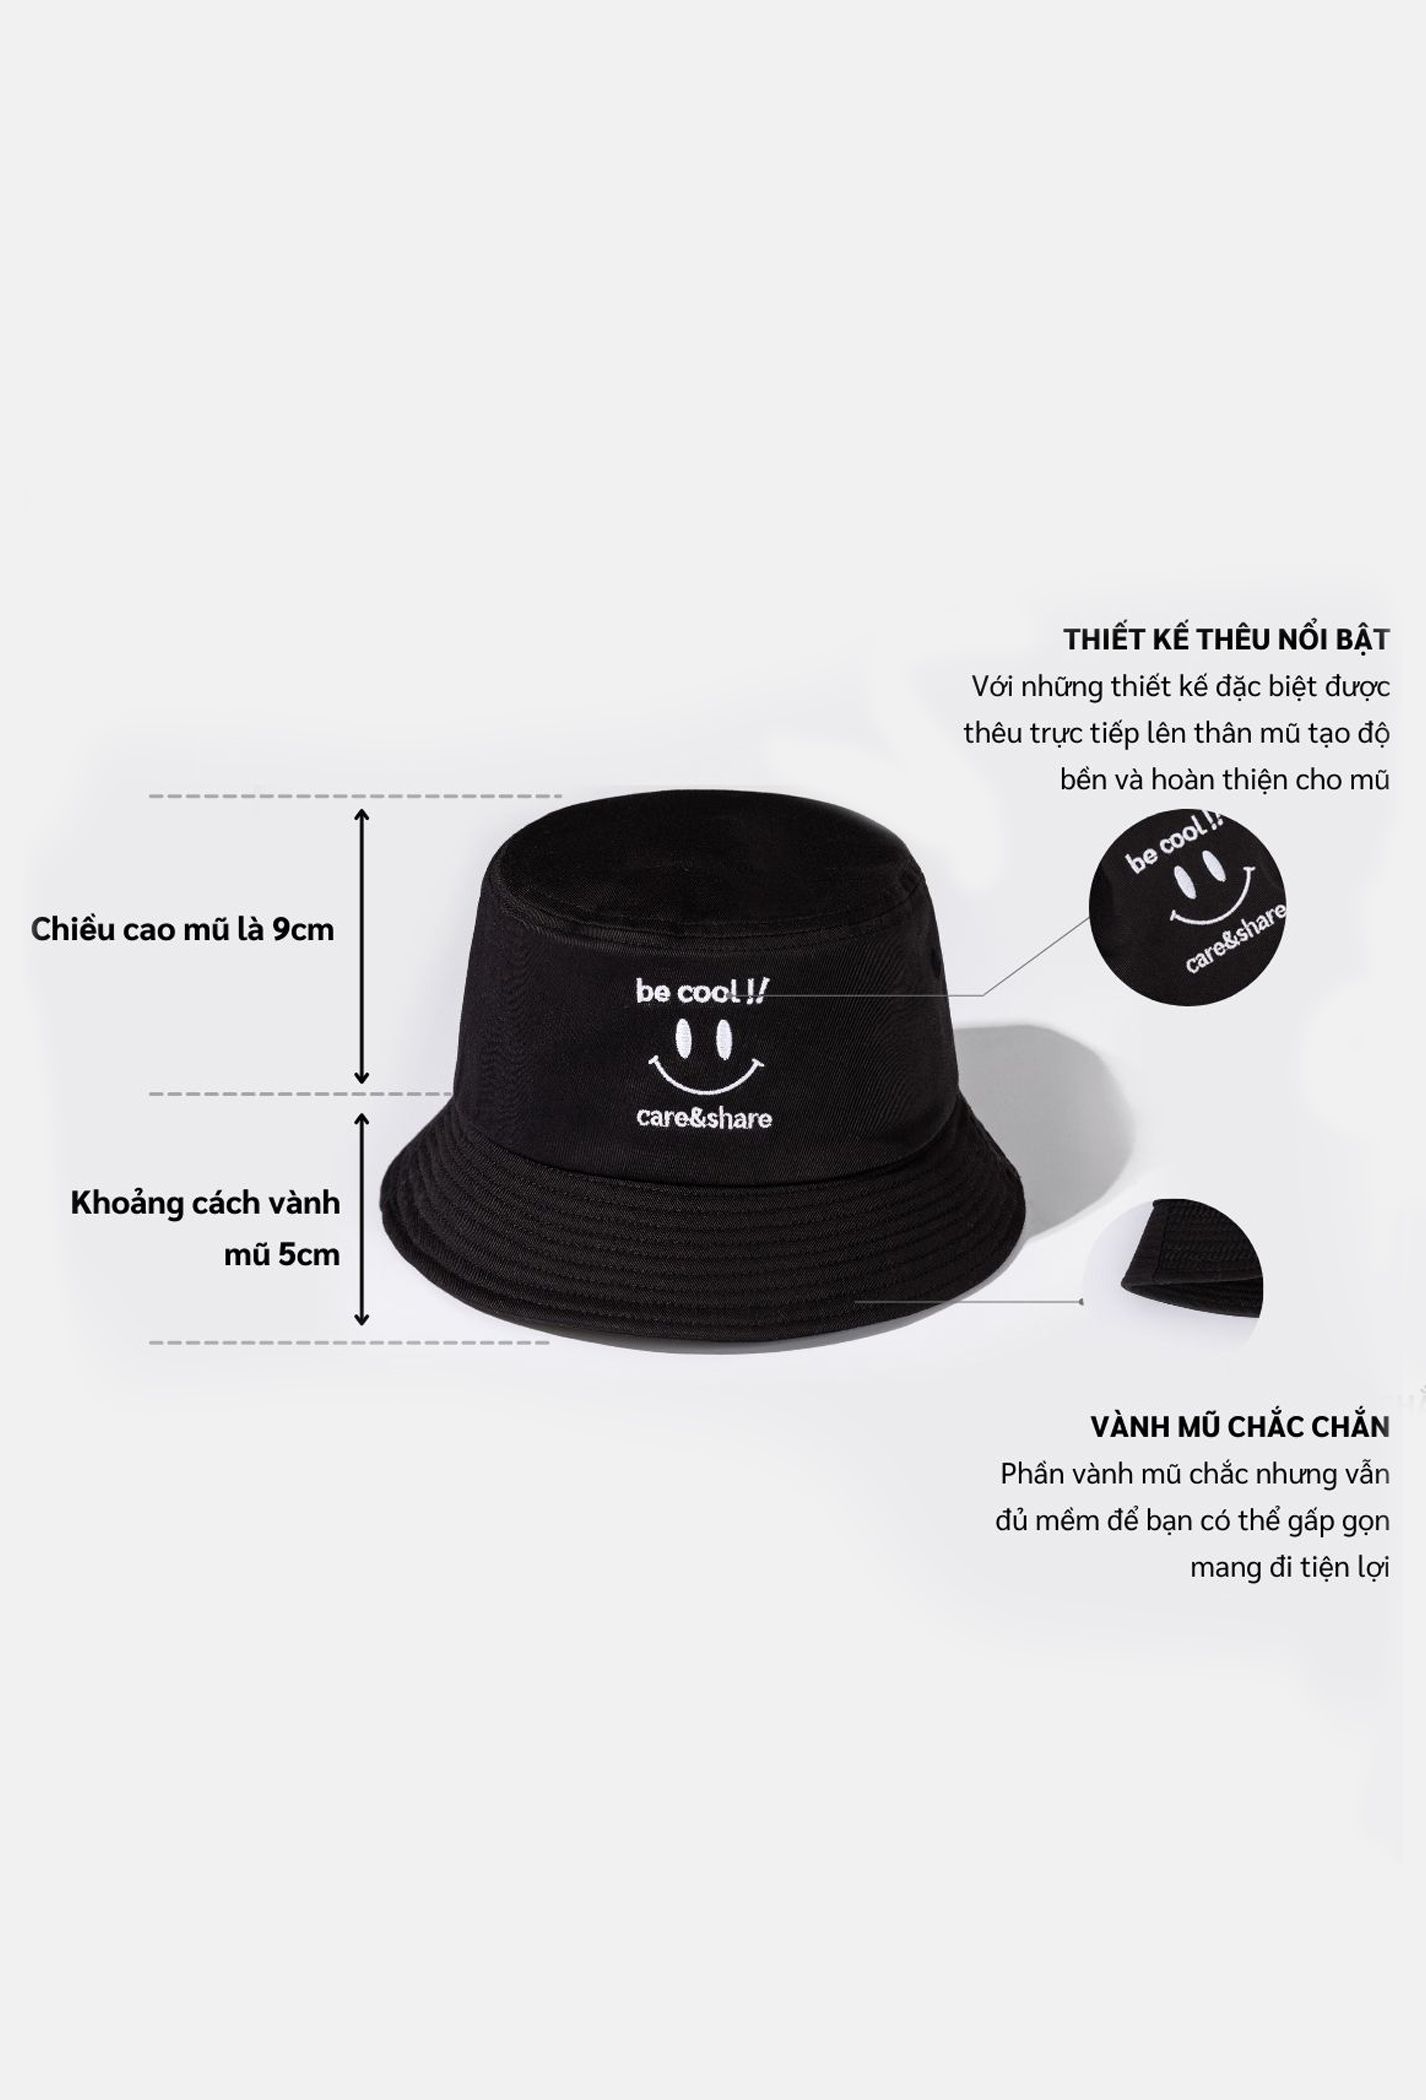 THIẾT KẾ THÊU NỔI BẬT
Với những thiết kế đặc biệt được
thêu trực tiếp lên thân mũ tạo độ
bền và hoàn thiện cho mũ
be cool !!
care&share
Chiều cao mũ là 9cm
be cool !!
care&share
Khoảng cách vành
mũ 5cm
VÀNH MŨ CHẮC CHẮN
Phần vành mũ chắc nhưng vẫn
đủ mềm để bạn có thể gấp gọn
mang đi tiện lợi